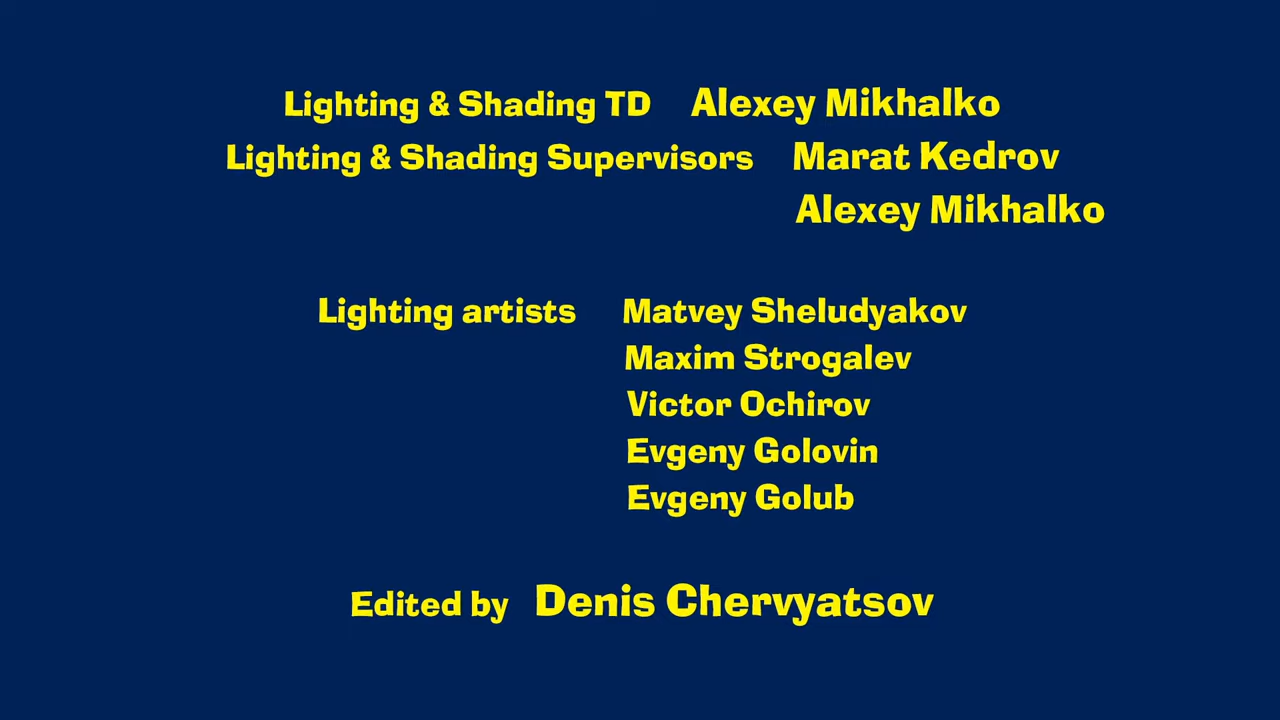 Lighting & Shading TD Alexey Mikhalko
Lighting & Shading Supervisors Marat Kedrov
Alexey Mikhalko
Lighting artists Matvey Sheludyakov
Maxim Strogalev
Victor Ochirov
Evgeny Golovin
Evgeny Golub
Edited by Denis Chervyatsov